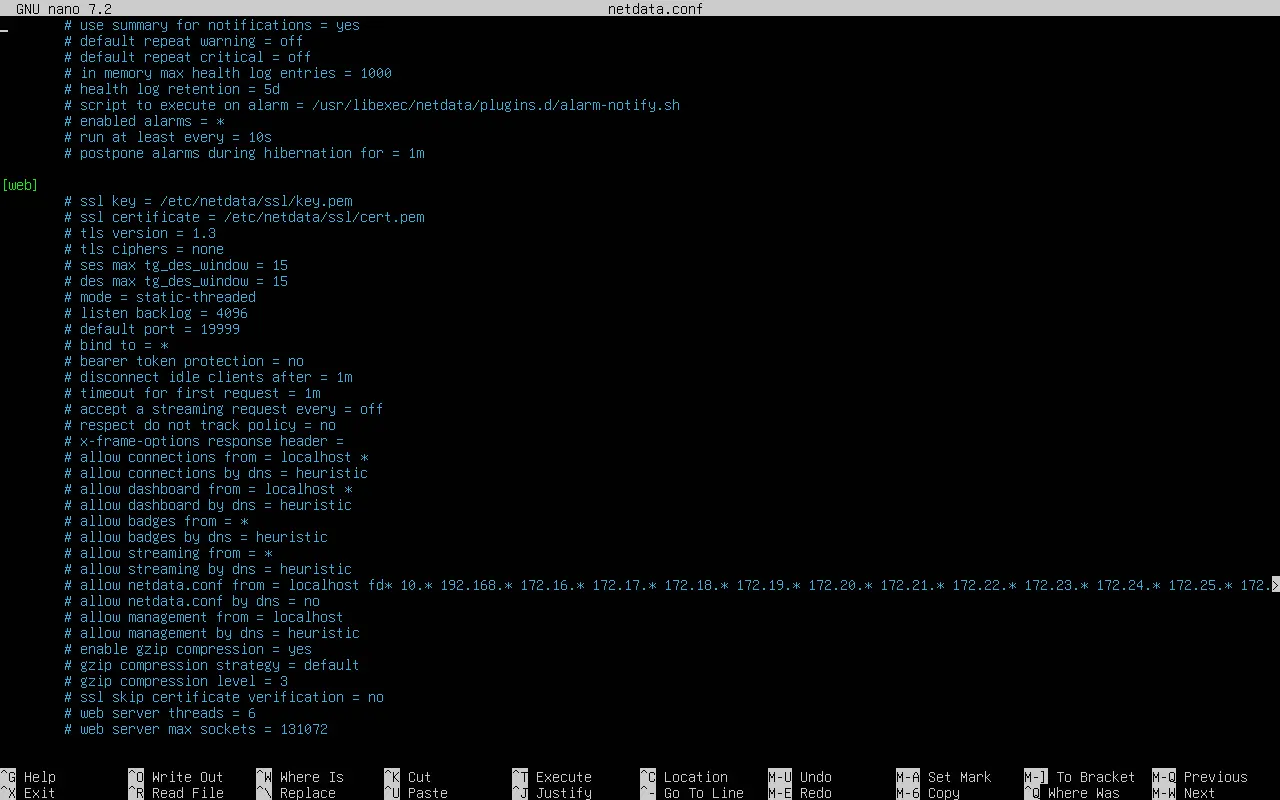 GNU nano 7.2 netdata.conf
# use summary for notifications = yes
# default repeat warning = off
# default repeat critical = off
# in memory max health log entries = 1000
# health log retention = 5d
# script to execute on alarm = /usr/libexec/netdata/plugins.d/alarm-notify.sh
# enabled alarms = *
# run at least every = 10s
# postpone alarms during hibernation for = 1m
[web]
# ssl key = /etc/netdata/ssl/key.pem
# ssl certificate = /etc/netdata/ssl/cert.pem
# tls version = 1.3
# tls ciphers = none
# ses max tg_des_window = 15
# des max tg_des_window = 15
# mode = static-threaded
# listen backlog = 4096
# default port = 19999
# bind to = *
# bearer token protection = no
# disconnect idle clients after = 1m
# timeout for first request = 1m
# accept a streaming request every = off
# respect do not track policy = no
# x-frame-options response header =
# allow connections from = localhost *
# allow connections by dns = heuristic
# allow dashboard from = localhost *
# allow dashboard by dns = heuristic
# allow badges from = *
# allow badges by dns = heuristic
# allow streaming from = *
# allow streaming by dns = heuristic
# allow netdata.conf from = localhost fd* 10.* 192.168.* 172.16.* 172.17.* 172.18.* 172.19.* 172.20.* 172.21.* 172.22.* 172.23.* 172.24.* 172.25.* 172.>
# allow netdata.conf by dns = no
# allow management from = localhost
# allow management by dns = heuristic
# enable gzip compression = yes
# gzip compression strategy = default
# gzip compression level = 3
# ssl skip certificate verification = no
# web server threads = 6
# web server max sockets = 131072
^G Help ^O Write Out ^W Where Is ^K Cut ^T Execute ^C Location M-U Undo M-A Set Mark M-] To Bracket M-Q Previous
^X Exit ^R Read File ^\ Replace ^U Paste ^J Justify ^- Go To Line M-E Redo M-6 Copy ^Q Where Was M-W Next